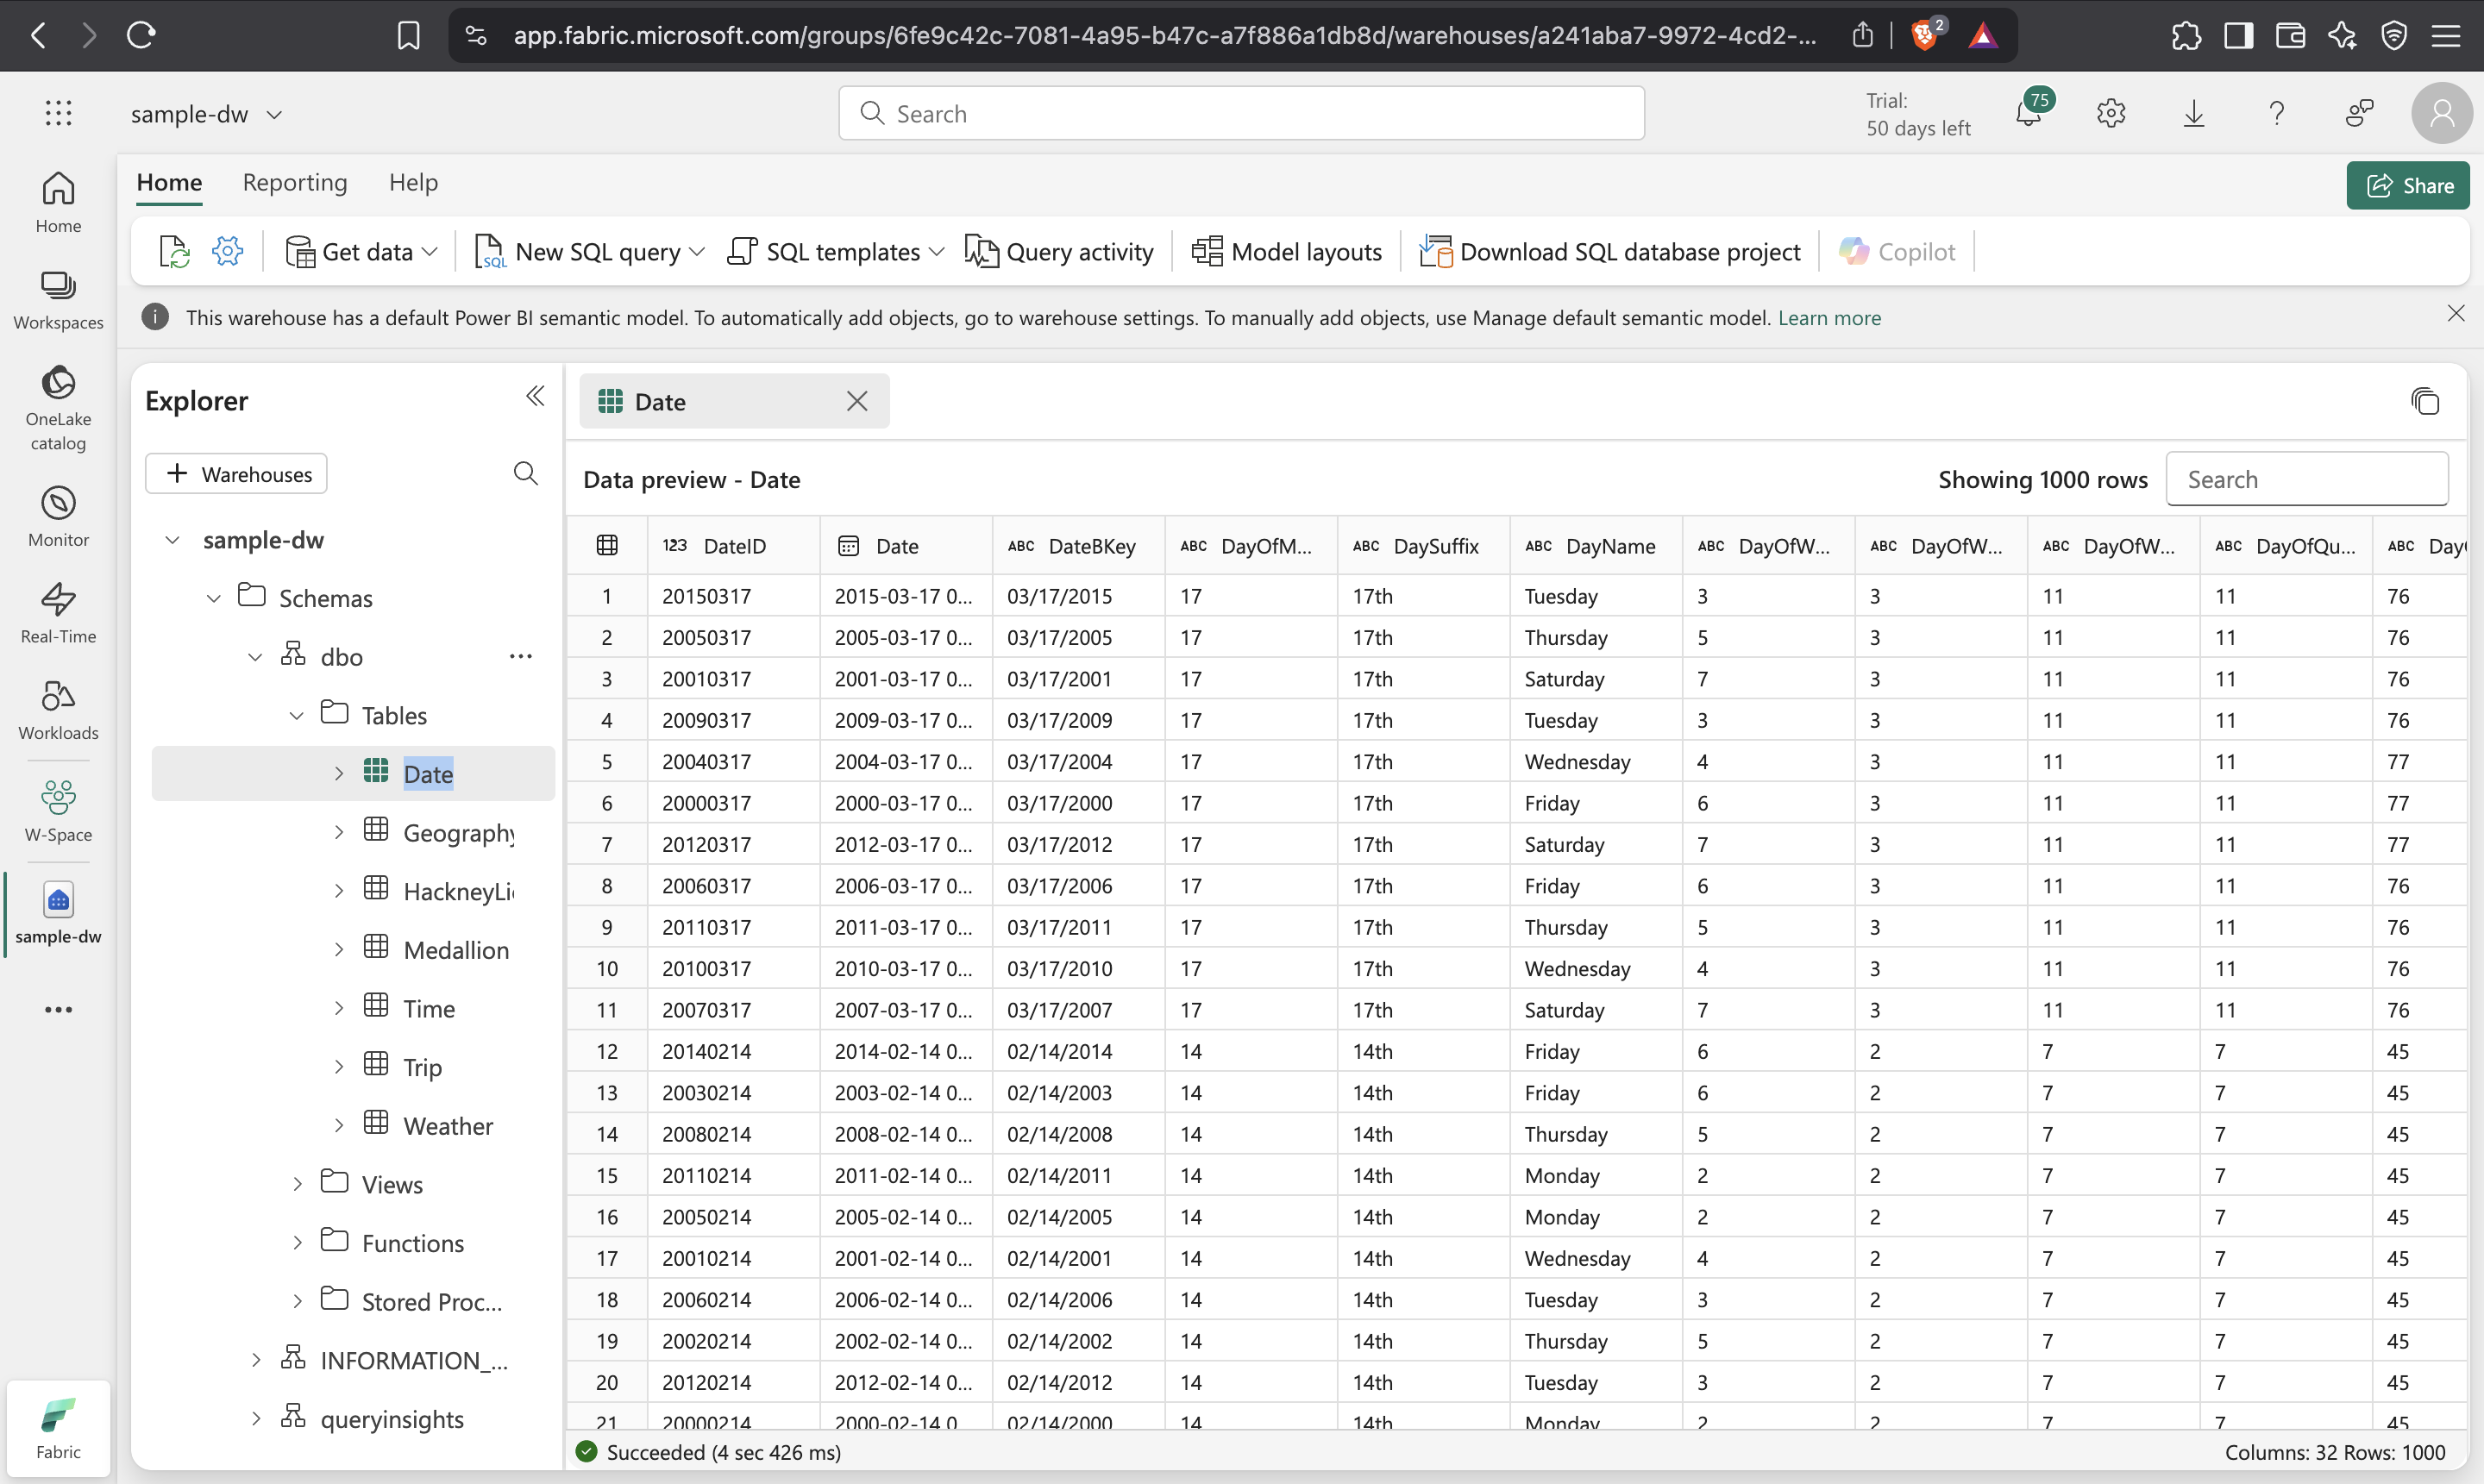 app.fabric.microsoft.com/groups/6fe9c42c-7081-4a95-b47c-a7f886a1db8d/warehouses/a241aba7-9972-4cd2-...
2
sample-dw
Search
Trial:
50 days left
75
Home
Workspaces
OneLake
catalog
Monitor
Real-Time
Workloads
W-Space
sample-dw
Fabric
Home Reporting Help
Share
Get data New SQL query SQL templates Query activity Model layouts Download SQL database project Copilot
This warehouse has a default Power BI semantic model. To automatically add objects, go to warehouse settings. To manually add objects, use Manage default semantic model. Learn more
Explorer
Warehouses
sample-dw
Schemas
dbo
Tables
Date
Geography
HackneyLi
Medallion
Time
Trip
Weather
Views
Functions
Stored Proc...
INFORMATION_...
queryinsights
Date
Data preview - Date
Showing 1000 rows
Search
123 DateID Date ABC DateBKey ABC DayOfM... ABC DaySuffix ABC DayName ABC DayOfW... ABC DayOfW... ABC DayOfW... ABC DayOfQu... ABC Day
1 20150317 2015-03-17 0... 03/17/2015 17 17th Tuesday 3 3 11 11 76
2 20050317 2005-03-17 0... 03/17/2005 17 17th Thursday 5 3 11 11 76
3 20010317 2001-03-17 0... 03/17/2001 17 17th Saturday 7 3 11 11 76
4 20090317 2009-03-17 0... 03/17/2009 17 17th Tuesday 3 3 11 11 76
5 20040317 2004-03-17 0... 03/17/2004 17 17th Wednesday 4 3 11 11 77
6 20000317 2000-03-17 0... 03/17/2000 17 17th Friday 6 3 11 11 77
7 20120317 2012-03-17 0... 03/17/2012 17 17th Saturday 7 3 11 11 77
8 20060317 2006-03-17 0... 03/17/2006 17 17th Friday 6 3 11 11 76
9 20110317 2011-03-17 0... 03/17/2011 17 17th Thursday 5 3 11 11 76
10 20100317 2010-03-17 0... 03/17/2010 17 17th Wednesday 4 3 11 11 76
11 20070317 2007-03-17 0... 03/17/2007 17 17th Saturday 7 3 11 11 76
12 20140214 2014-02-14 0... 02/14/2014 14 14th Friday 6 2 7 7 45
13 20030214 2003-02-14 0... 02/14/2003 14 14th Friday 6 2 7 7 45
14 20080214 2008-02-14 0... 02/14/2008 14 14th Thursday 5 2 7 7 45
15 20110214 2011-02-14 0... 02/14/2011 14 14th Monday 2 2 7 7 45
16 20050214 2005-02-14 0... 02/14/2005 14 14th Monday 2 2 7 7 45
17 20010214 2001-02-14 0... 02/14/2001 14 14th Wednesday 4 2 7 7 45
18 20060214 2006-02-14 0... 02/14/2006 14 14th Tuesday 3 2 7 7 45
19 20020214 2002-02-14 0... 02/14/2002 14 14th Thursday 5 2 7 7 45
20 20120214 2012-02-14 0... 02/14/2012 14 14th Tuesday 3 2 7 7 45
21 20000214 2000-02-14 0 02/14/2000 14 14th Monday 2 2 7 7 45
Succeeded (4 sec 426 ms)
Columns: 32 Rows: 1000